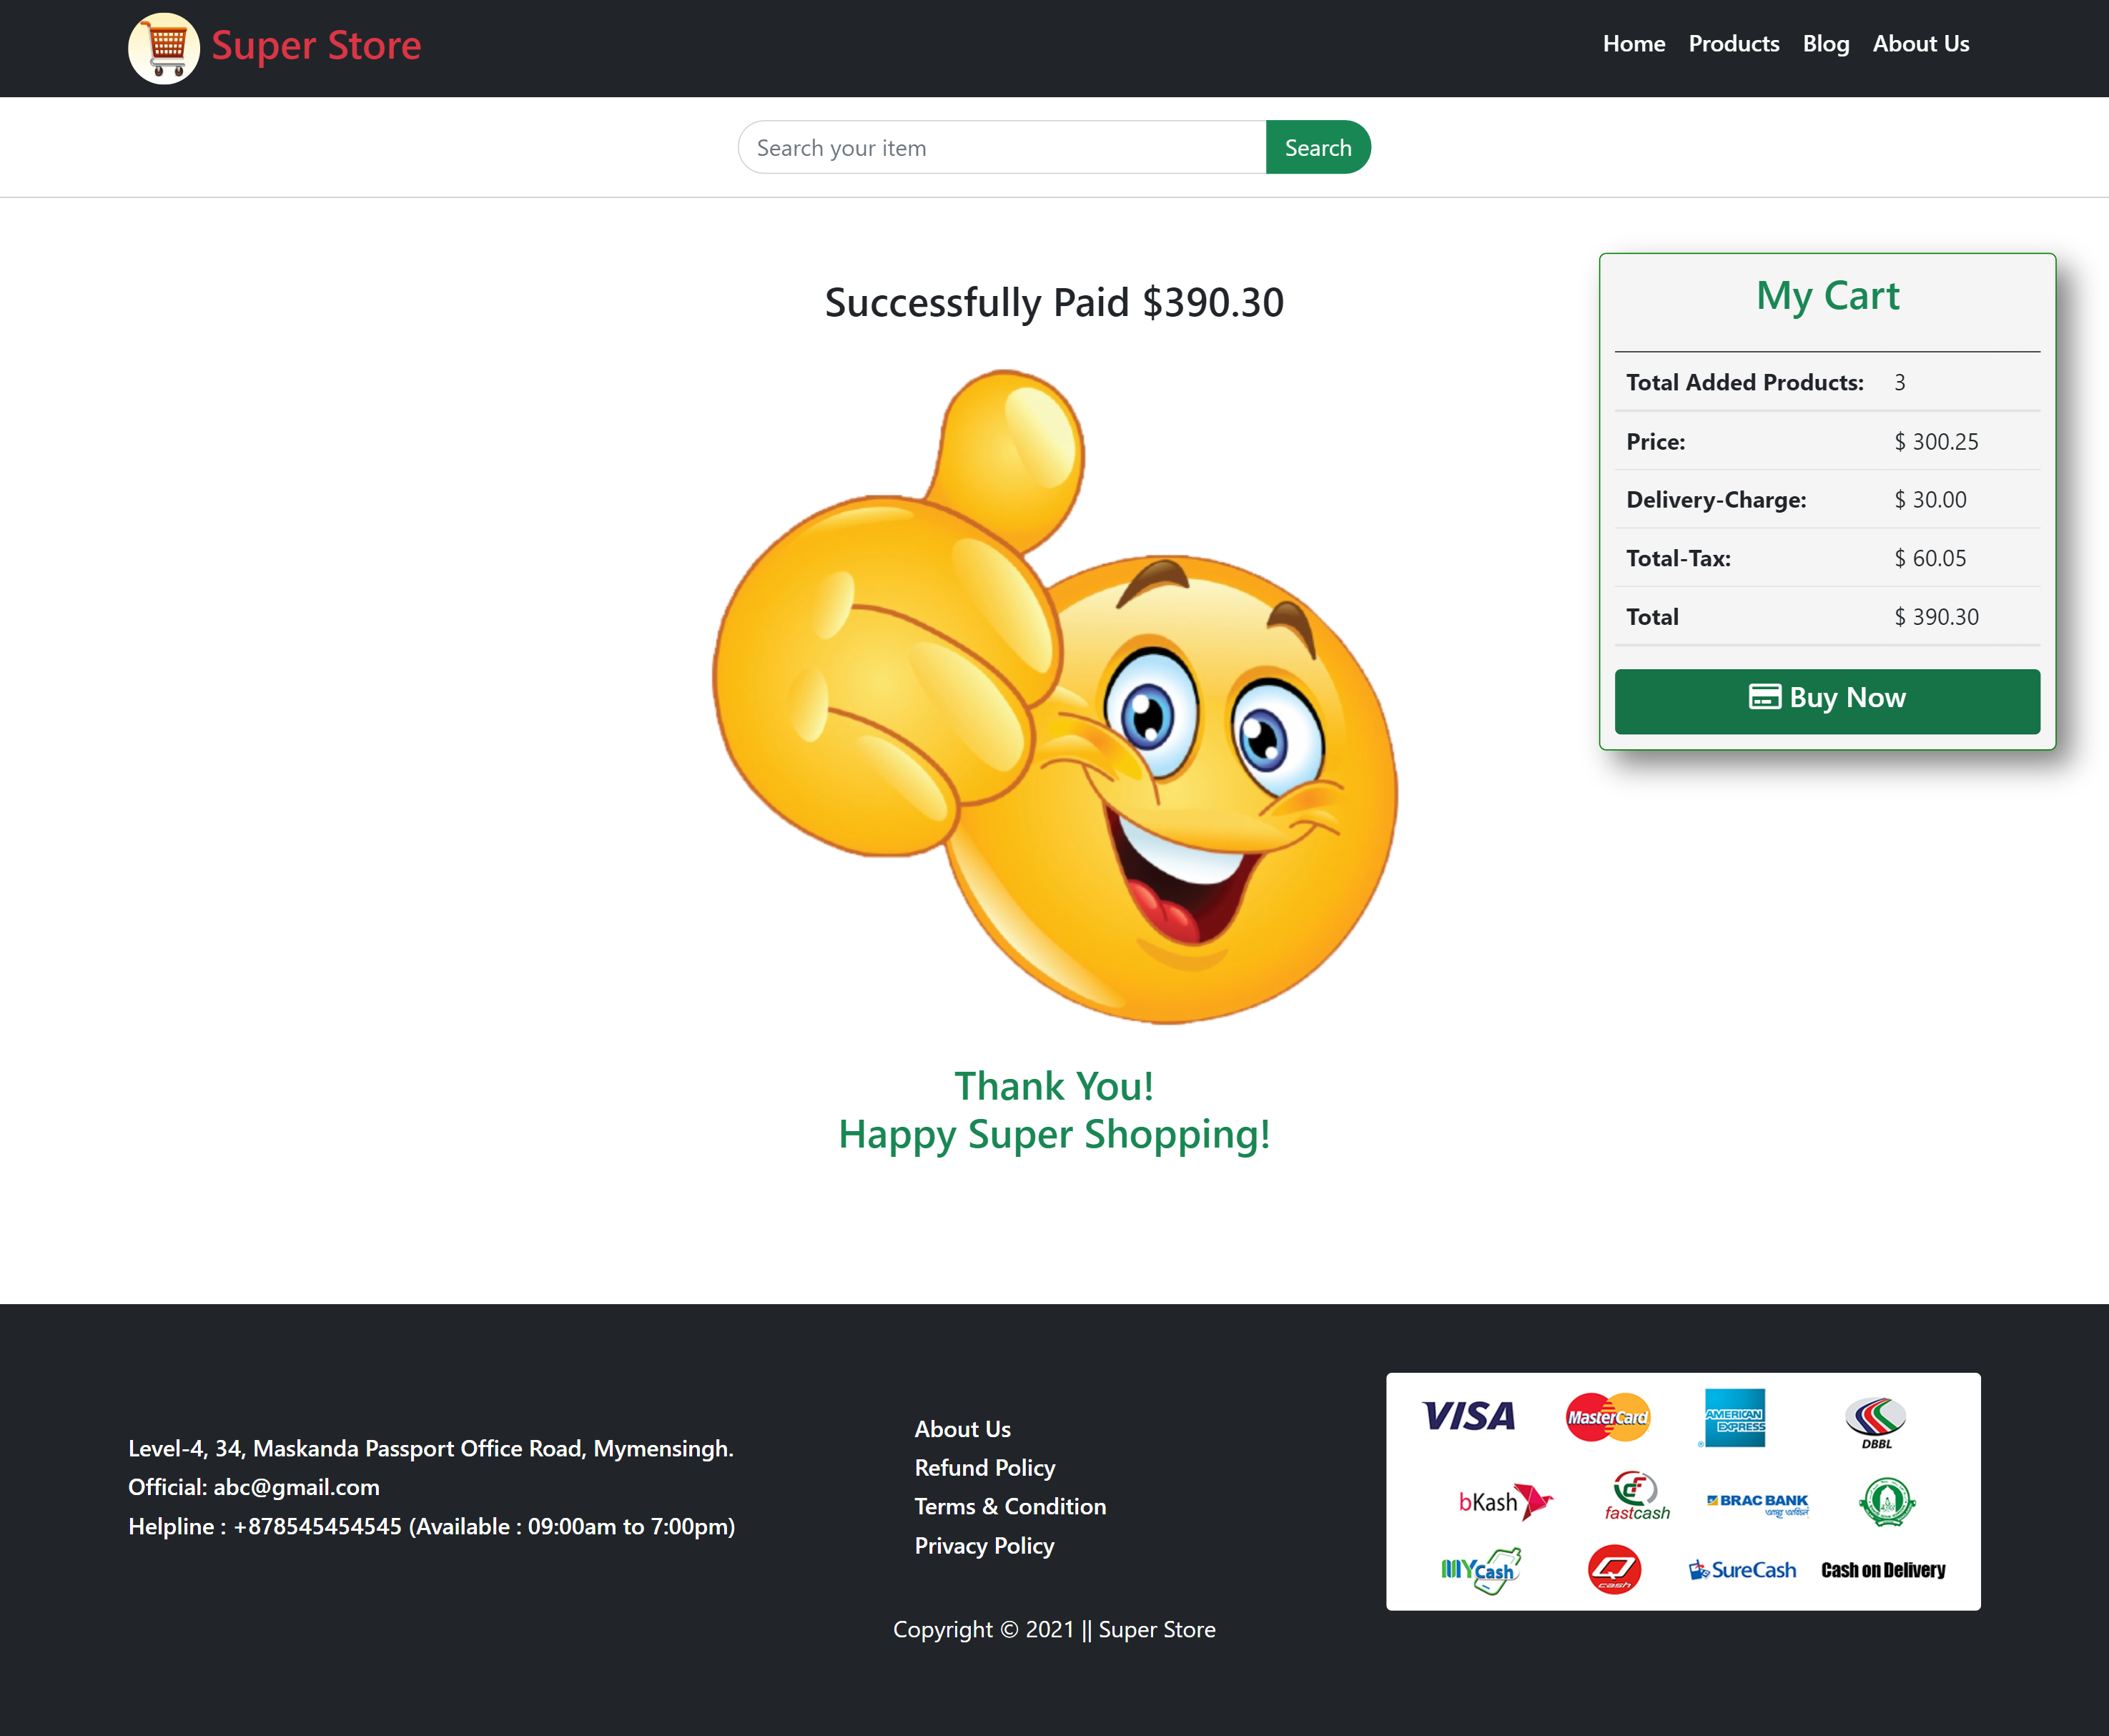 Super Store
Home Products Blog About Us
Search your item
Search
Successfully Paid $390.30
My Cart
Total Added Products: 3
Price: $ 300.25
Delivery-Charge: $ 30.00
Total-Tax: $ 60.05
Total $ 390.30
Buy Now
Thank You!
Happy Super Shopping!
Level-4, 34, Maskanda Passport Office Road, Mymensingh.
Official: abc@gmail.com
Helpline : +878545454545 (Available : 09:00am to 7:00pm)
About Us
Refund Policy
Terms & Condition
Privacy Policy
VISA MasterCard AMERICAN EXPRESS DBBL
bKash fastcash BRAC BANK
MYCash Q cash SureCash Cash on Delivery
Copyright © 2021 || Super Store